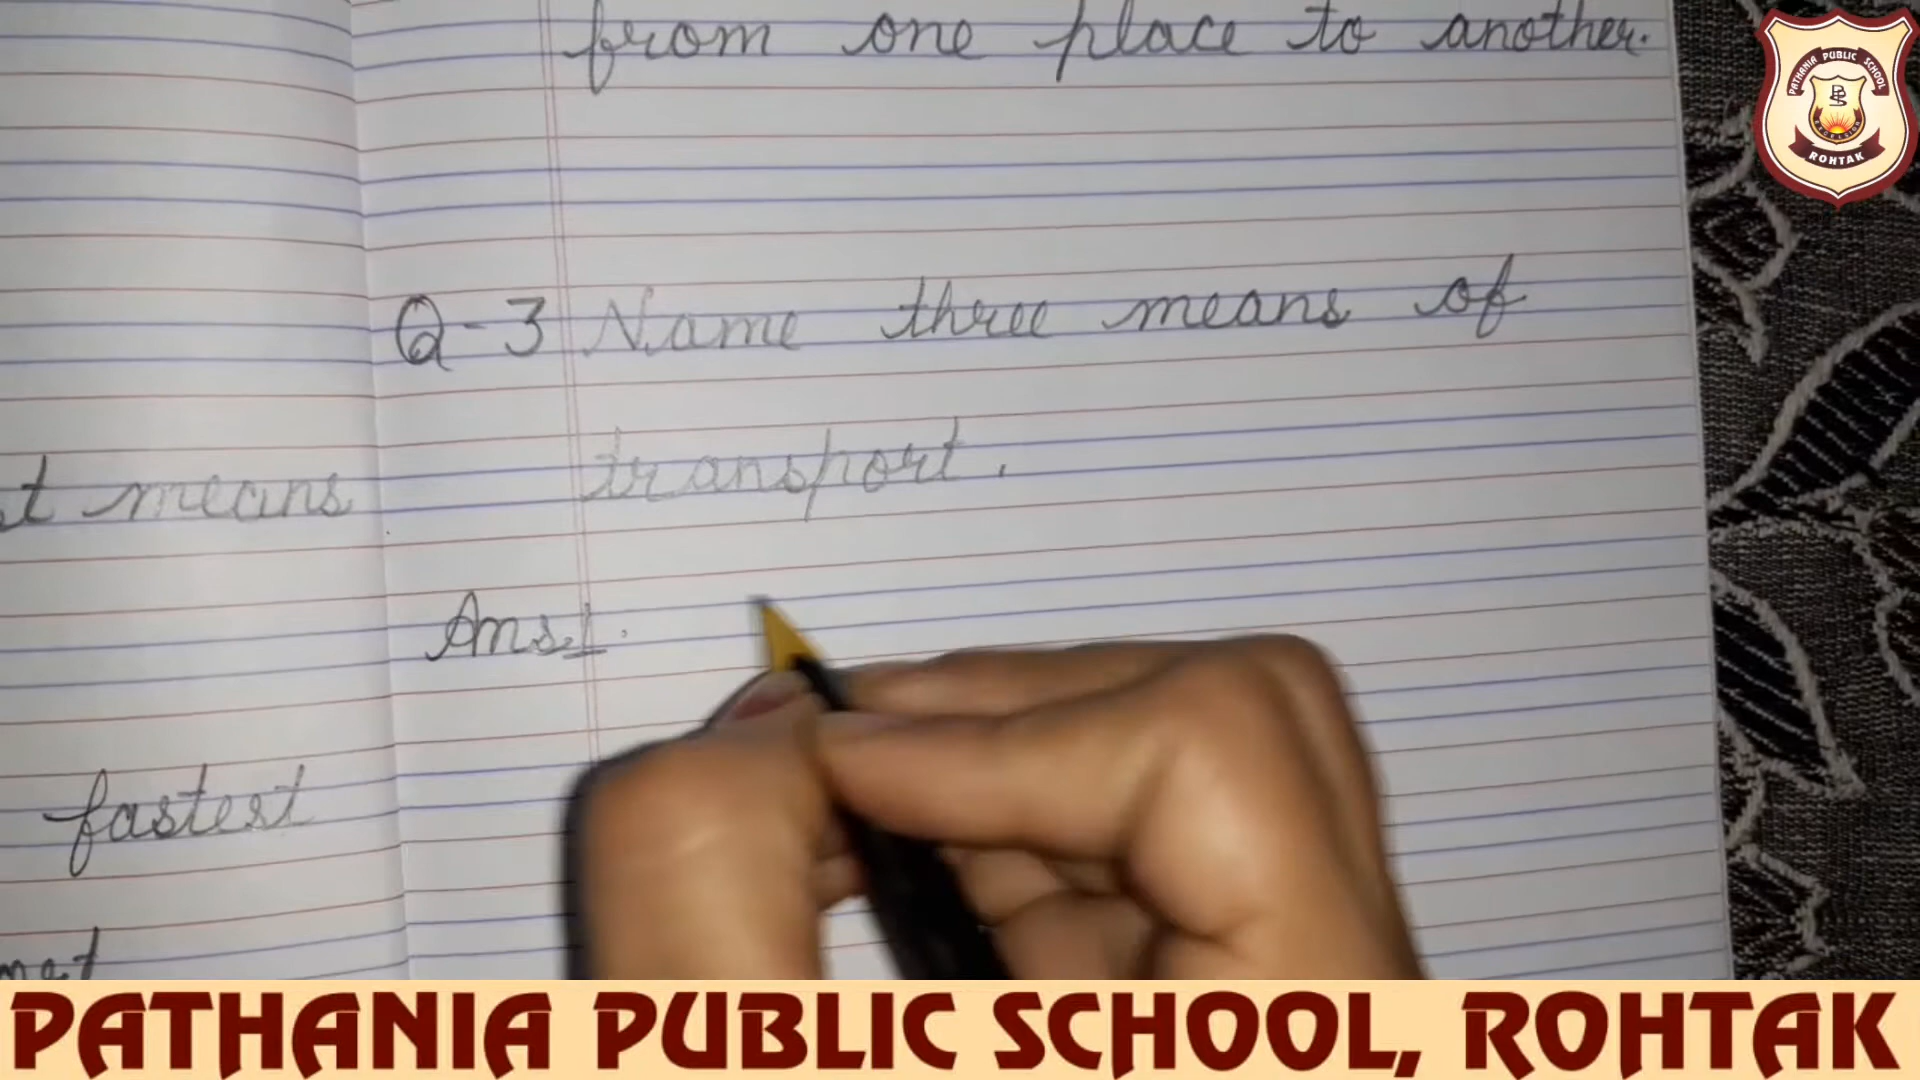 from one place to another.
Q-3 Name three means of
transport.
Ans:1.
t means
fastest
PATHANIA PUBLIC SCHOOL
ROHTAK
PATHANIA PUBLIC SCHOOL, ROHTAK